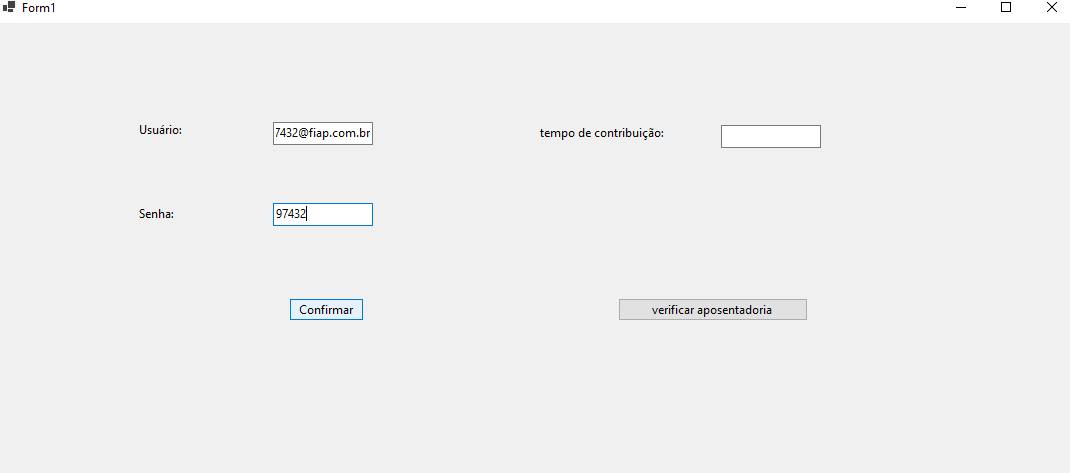 Form1
Usuário:
7432@fiap.com.br
tempo de contribuição:
Senha:
97432
Confirmar
verificar aposentadoria